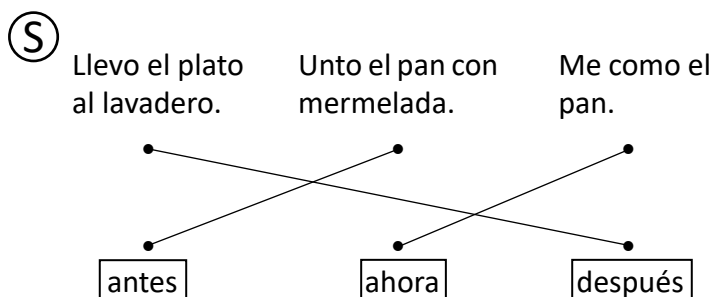 S
Llevo el plato
al lavadero.
Unto el pan con
mermelada.
Me como el
pan.
antes
ahora
después